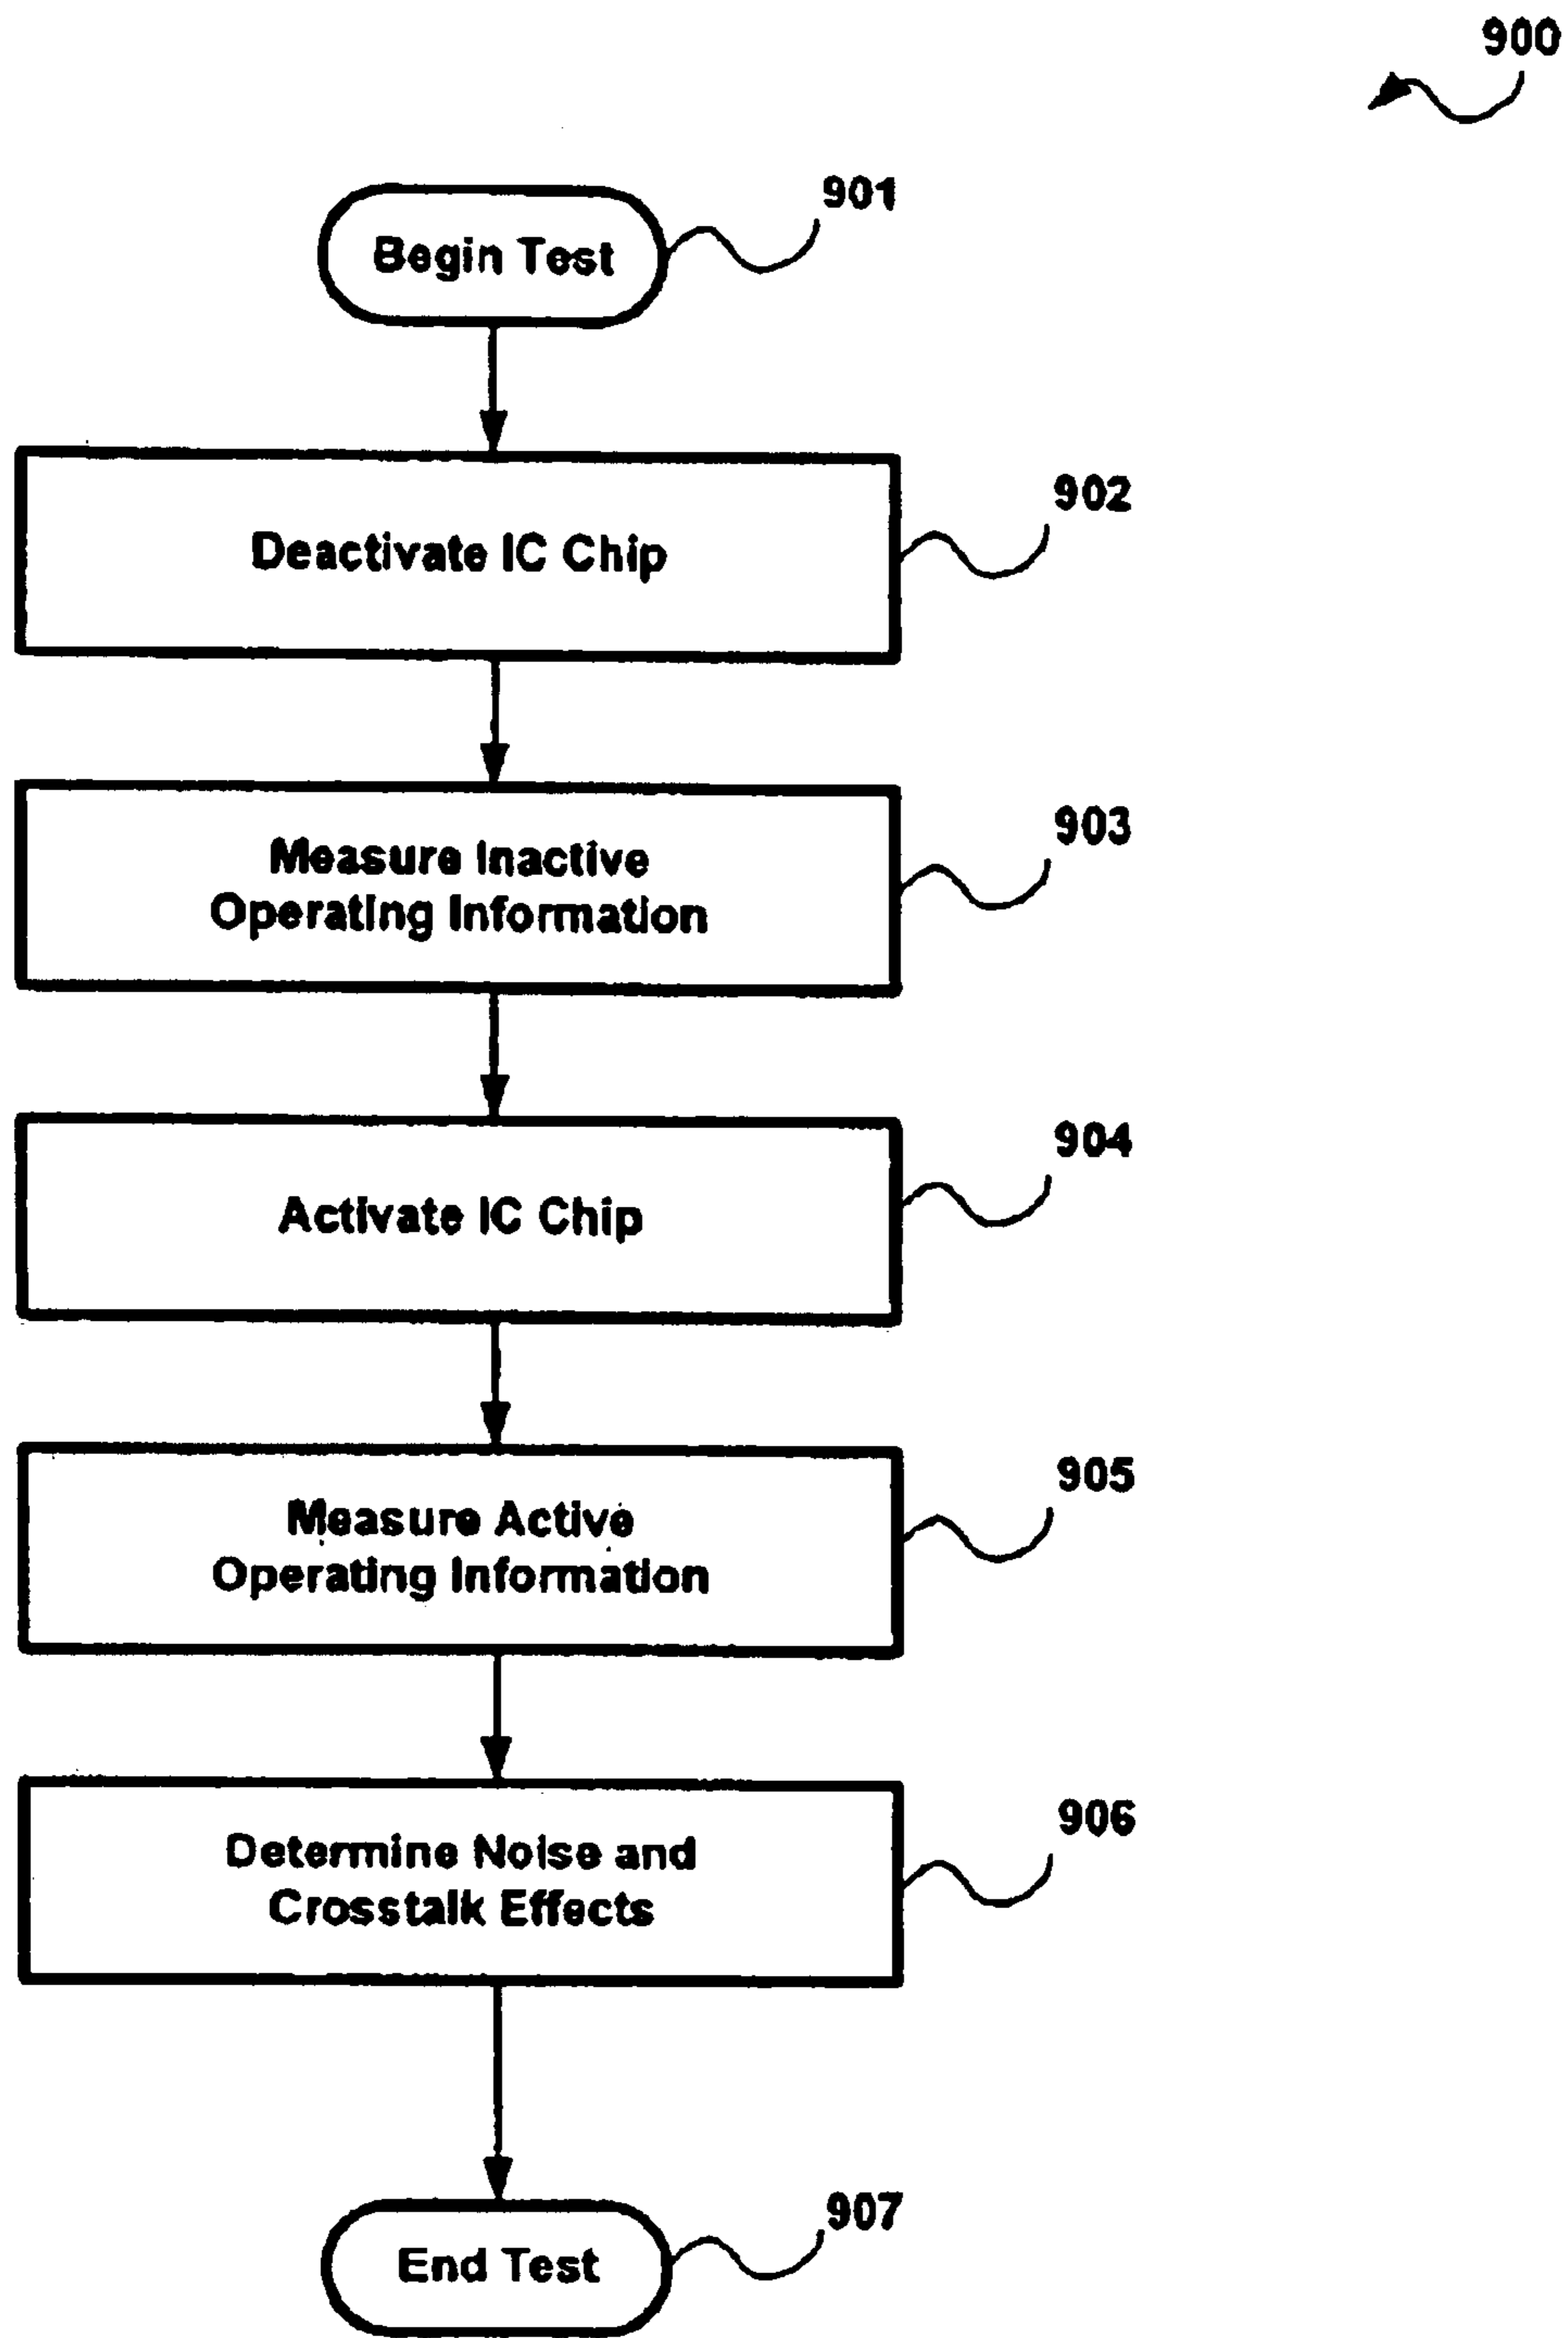 900
901
Begin Test
902
Deactivate IC Chip
903
Measure Inactive
Operating Information
904
Activate IC Chip
905
Measure Active
Operating Information
906
Determine Noise and
Crosstalk Effects
907
End Test